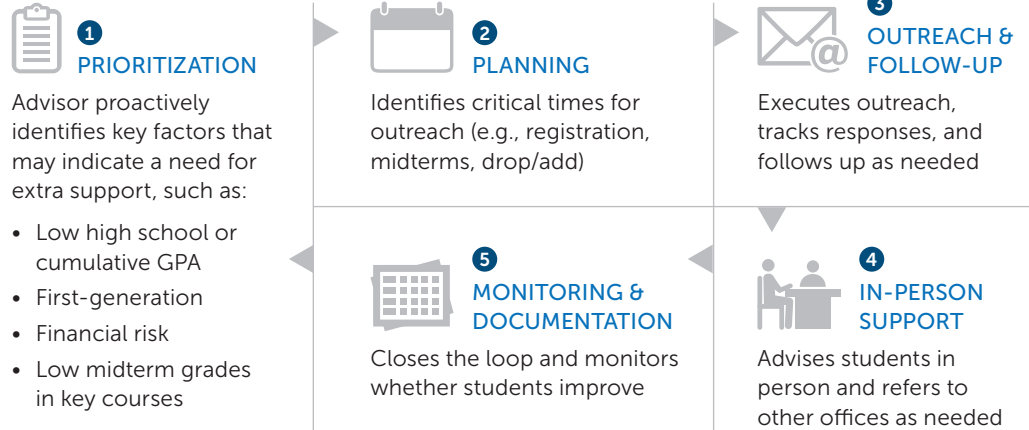 1
PRIORITIZATION
Advisor proactively
identifies key factors that
may indicate a need for
extra support, such as:
• Low high school or
cumulative GPA
• First-generation
• Financial risk
• Low midterm grades
in key courses
2
PLANNING
Identifies critical times for
outreach (e.g., registration,
midterms, drop/add)
3
OUTREACH &
FOLLOW-UP
@
Executes outreach,
tracks responses, and
follows up as needed
4
IN-PERSON
SUPPORT
Advises students in
person and refers to
other offices as needed
5
MONITORING &
DOCUMENTATION
Closes the loop and monitors
whether students improve